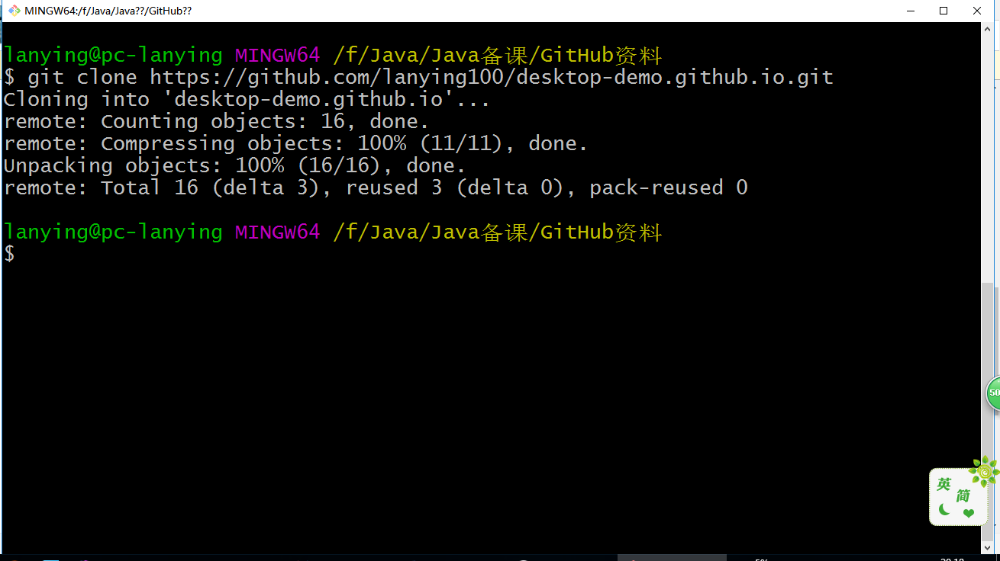 MINGW64:/f/Java/Java??/GitHub??
lanying@pc-lanying MINGW64 /f/Java/Java备课/GitHub资料
$ git clone https://github.com/lanying100/desktop-demo.github.io.git
Cloning into 'desktop-demo.github.io'...
remote: Counting objects: 16, done.
remote: Compressing objects: 100% (11/11), done.
Unpacking objects: 100% (16/16), done.
remote: Total 16 (delta 3), reused 3 (delta 0), pack-reused 0
lanying@pc-lanying MINGW64 /f/Java/Java备课/GitHub资料
$
50
英
简